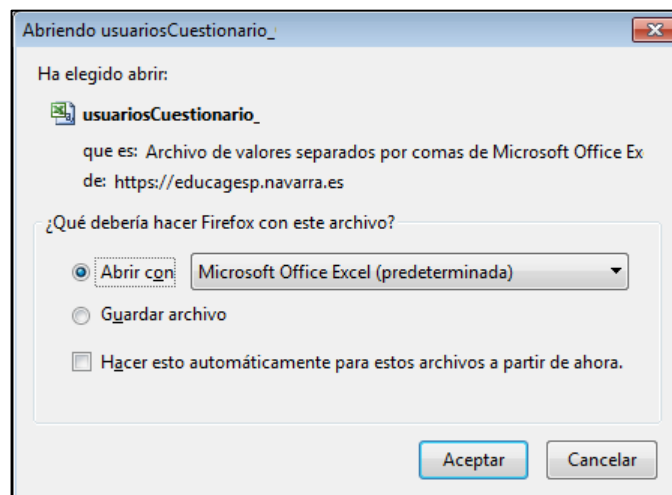 Abriendo usuariosCuestionario_
Ha elegido abrir:
usuariosCuestionario_
que es: Archivo de valores separados por comas de Microsoft Office Ex
de: https://educagesp.navarra.es
¿Qué debería hacer Firefox con este archivo?
Abrir con Microsoft Office Excel (predeterminada)
Guardar archivo
Hacer esto automáticamente para estos archivos a partir de ahora.
Aceptar Cancelar